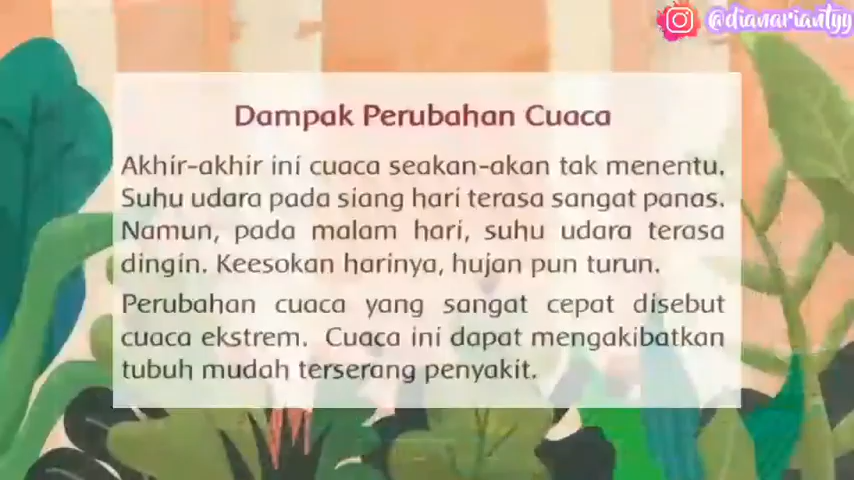 @dianariantyy
Dampak Perubahan Cuaca
Akhir-akhir ini cuaca seakan-akan tak menentu.
Suhu udara pada siang hari terasa sangat panas.
Namun, pada malam hari, suhu udara terasa
dingin. Keesokan harinya, hujan pun turun.
Perubahan cuaca yang sangat cepat disebut
cuaca ekstrem. Cuaca ini dapat mengakibatkan
tubuh mudah terserang penyakit.